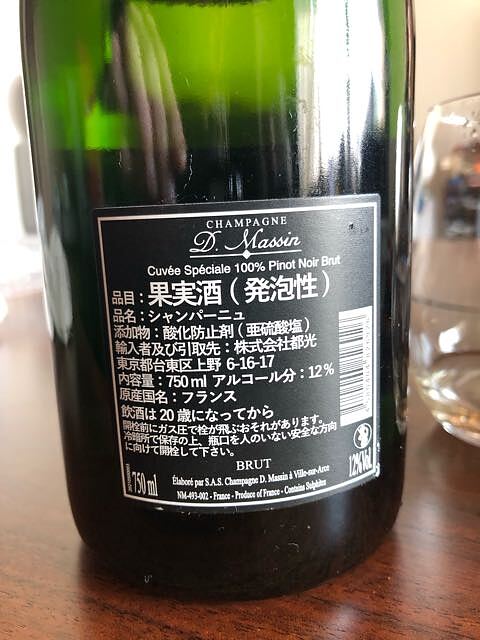 CHAMPAGNE
D. Massin
Cuvée Spéciale 100% Pinot Noir Brut
品目：果実酒（発泡性）
品名：シャンパーニュ
添加物：酸化防止剤（亜硫酸塩）
輸入者及び引取先：株式会社都光
東京都台東区上野 6-16-17
内容量：750ml アルコール分：12%
原産国名：フランス
飲酒は20歳になってから
開栓前にガス圧で栓が飛びおそれがあります。
冷暗所で保存の上、瓶口を人のいない安全な方向
に向けて開栓して下さい。
BRUT
750 ml
12%Vol.
Élaboré par S.A.S. Champagne D. Massin à Ville-sur-Arce
NM-493-002 - France - Produce of France - Contains Sulphites